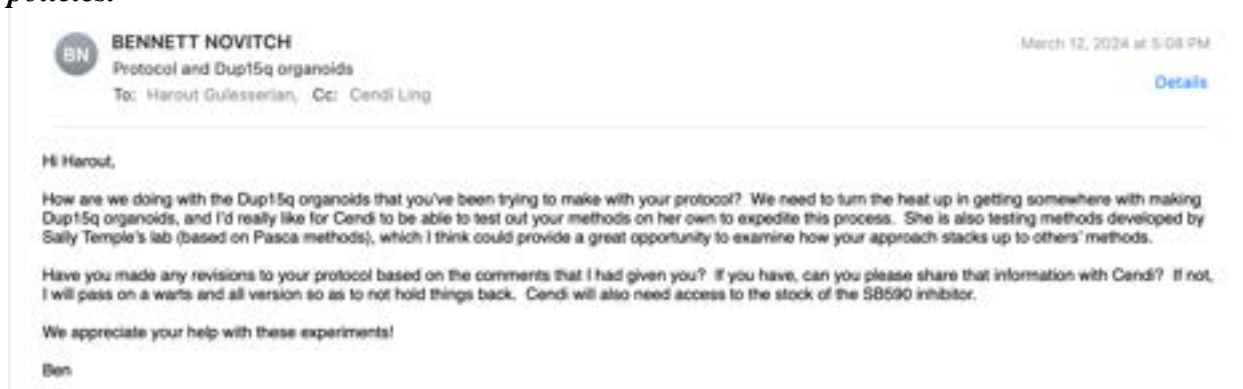 policies.
BN
BENNETT NOVITCH
March 12, 2024 at 5:08 PM
Protocol and Dup15q organoids
Details
To: Harout Gulesserian, Cc: Cendi Ling
Hi Harout,
How are we doing with the Dup15q organoids that you've been trying to make with your protocol? We need to turn the heat up in getting somewhere with making
Dup15q organoids, and I'd really like for Cendi to be able to test out your methods on her own to expedite this process. She is also testing methods developed by
Sally Temple's lab (based on Pasca methods), which I think could provide a great opportunity to examine how your approach stacks up to others' methods.
Have you made any revisions to your protocol based on the comments that I had given you? If you have, can you please share that information with Cendi? If not,
I will pass on a warts and all version so as to not hold things back. Cendi will also need access to the stock of the SB590 inhibitor.
We appreciate your help with these experiments!
Ben